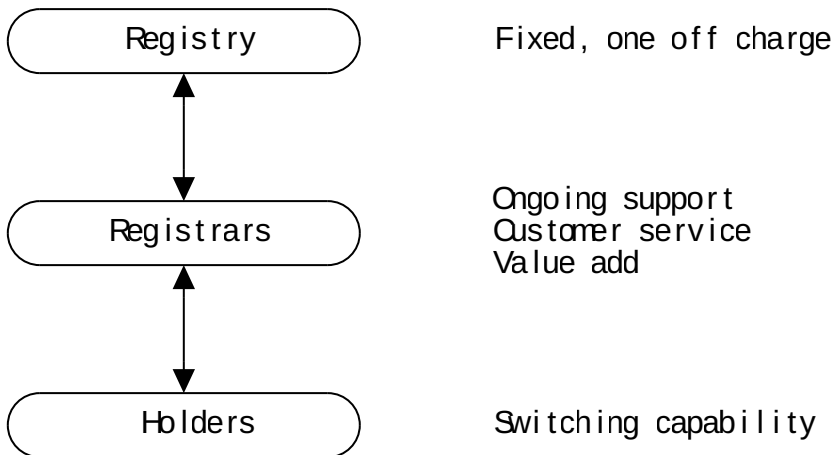 Registry
Fixed, one off charge
Registrars
Ongoing support
Customer service
Value add
Holders
Switching capability